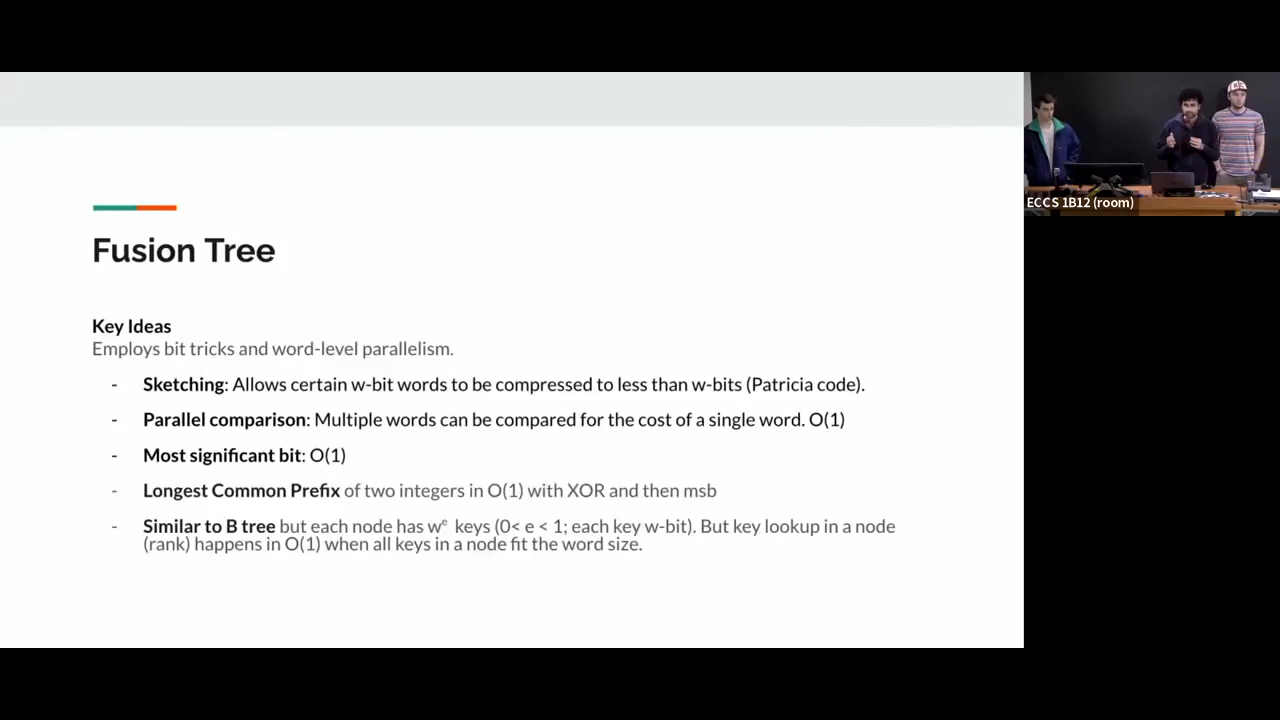 Fusion Tree
Key Ideas
Employs bit tricks and word-level parallelism.
- Sketching: Allows certain w-bit words to be compressed to less than w-bits (Patricia code).
- Parallel comparison: Multiple words can be compared for the cost of a single word. O(1)
- Most significant bit: O(1)
- Longest Common Prefix of two integers in O(1) with XOR and then msb
- Similar to B tree but each node has wᵉ keys (0< e < 1; each key w-bit). But key lookup in a node
(rank) happens in O(1) when all keys in a node fit the word size.
ECCS 1B12 (room)